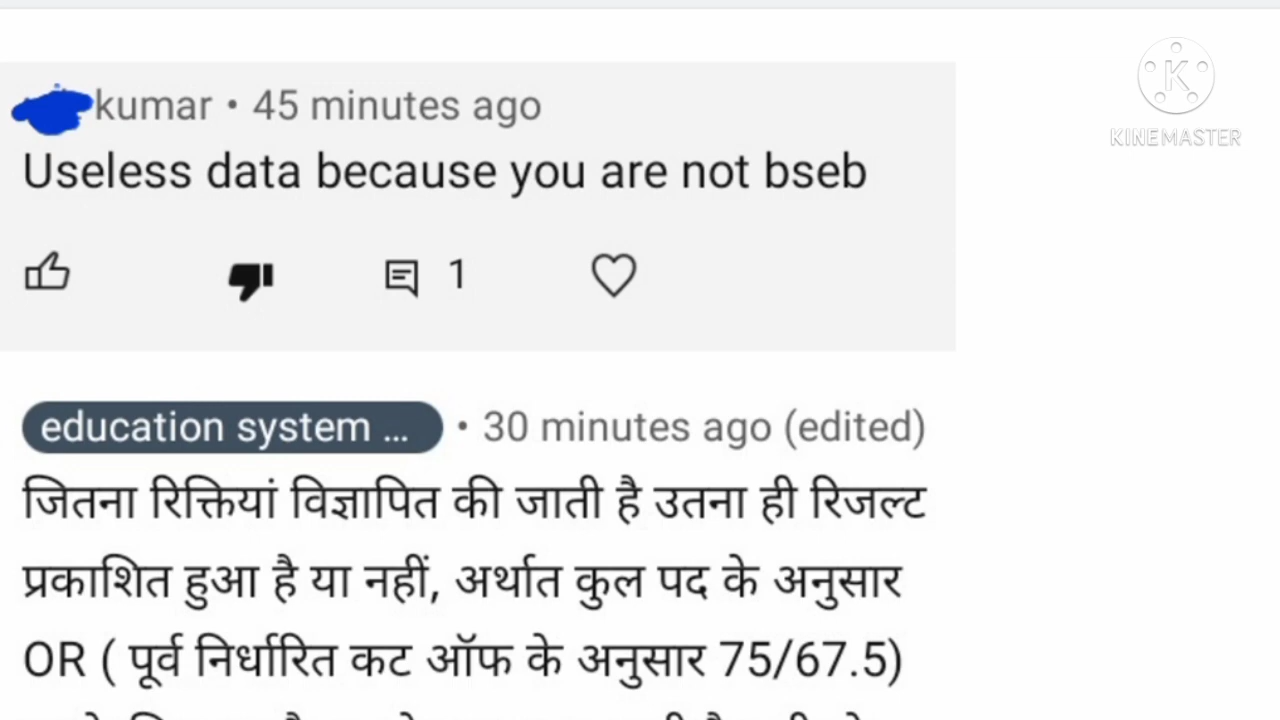 kumar • 45 minutes ago
Useless data because you are not bseb
1
education system ... • 30 minutes ago (edited)
जितना रिक्तियां विज्ञापित की जाती है उतना ही रिजल्ट
प्रकाशित हुआ है या नहीं, अर्थात कुल पद के अनुसार
OR ( पूर्व निर्धारित कट ऑफ के अनुसार 75/67.5)
K
KINEMASTER